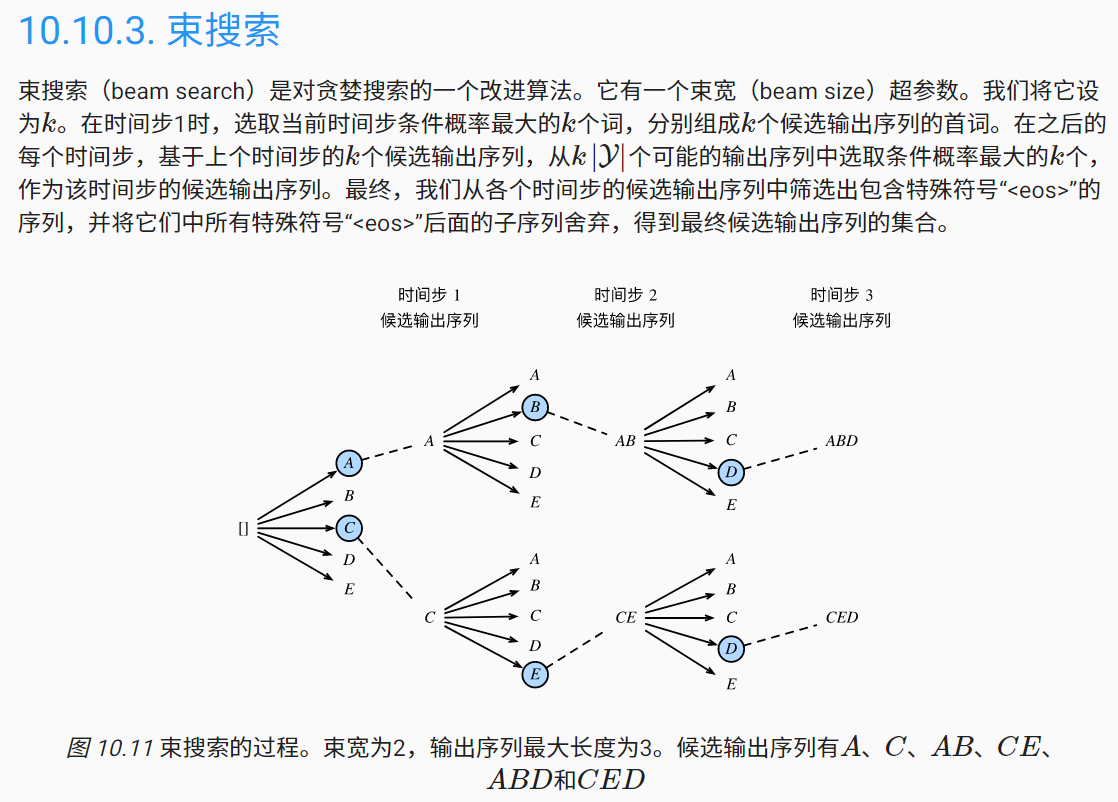 10.10.3. 束搜索
束搜索（beam search）是对贪婪搜索的一个改进算法。它有一个束宽（beam size）超参数。我们将它设
为k。在时间步1时，选取当前时间步条件概率最大的k个词，分别组成k个候选输出序列的首词。在之后的
每个时间步，基于上个时间步的k个候选输出序列，从k|𝒴|个可能的输出序列中选取条件概率最大的k个，
作为该时间步的候选输出序列。最终，我们从各个时间步的候选输出序列中筛选出包含特殊符号“<eos>”的
序列，并将它们中所有特殊符号“<eos>”后面的子序列舍弃，得到最终候选输出序列的集合。
时间步 1 时间步 2 时间步 3
候选输出序列 候选输出序列 候选输出序列
A A
B B
A C AB C ABD
A D D
B E E
[] C
D A A
E B B
C C CE C CED
D D
E E
图 10.11 束搜索的过程。束宽为2，输出序列最大长度为3。候选输出序列有A、C、AB、CE、
ABD和CED